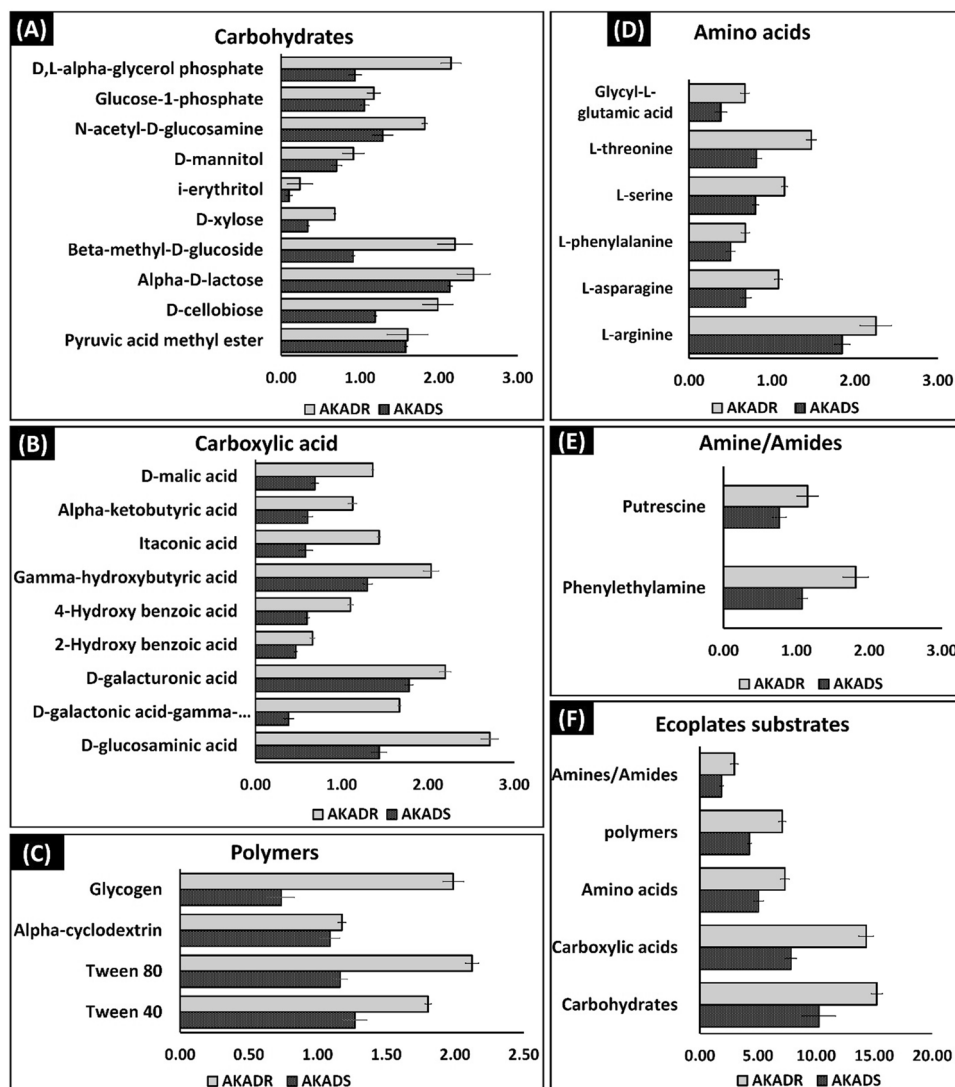 (A)
Carbohydrates
D,L-alpha-glycerol phosphate
Glucose-1-phosphate
N-acetyl-D-glucosamine
D-mannitol
i-erythritol
D-xylose
Beta-methyl-D-glucoside
Alpha-D-lactose
D-cellobiose
Pyruvic acid methyl ester
0.00 1.00 2.00 3.00
AKADR AKADS
(B)
Carboxylic acid
D-malic acid
Alpha-ketobutyric acid
Itaconic acid
Gamma-hydroxybutyric acid
4-Hydroxy benzoic acid
2-Hydroxy benzoic acid
D-galacturonic acid
D-galactonic acid-gamma-...
D-glucosaminic acid
0.00 1.00 2.00 3.00
AKADR AKADS
(C)
Polymers
Glycogen
Alpha-cyclodextrin
Tween 80
Tween 40
0.00 0.50 1.00 1.50 2.00 2.50
AKADR AKADS
(D)
Amino acids
Glycyl-L-
glutamic acid
L-threonine
L-serine
L-phenylalanine
L-asparagine
L-arginine
0.00 1.00 2.00 3.00
AKADR AKADS
(E)
Amine/Amides
Putrescine
Phenylethylamine
0.00 1.00 2.00 3.00
AKADR AKADS
(F)
Ecoplates substrates
Amines/Amides
polymers
Amino acids
Carboxylic acids
Carbohydrates
0.00 5.00 10.00 15.00 20.00
AKADR AKADS